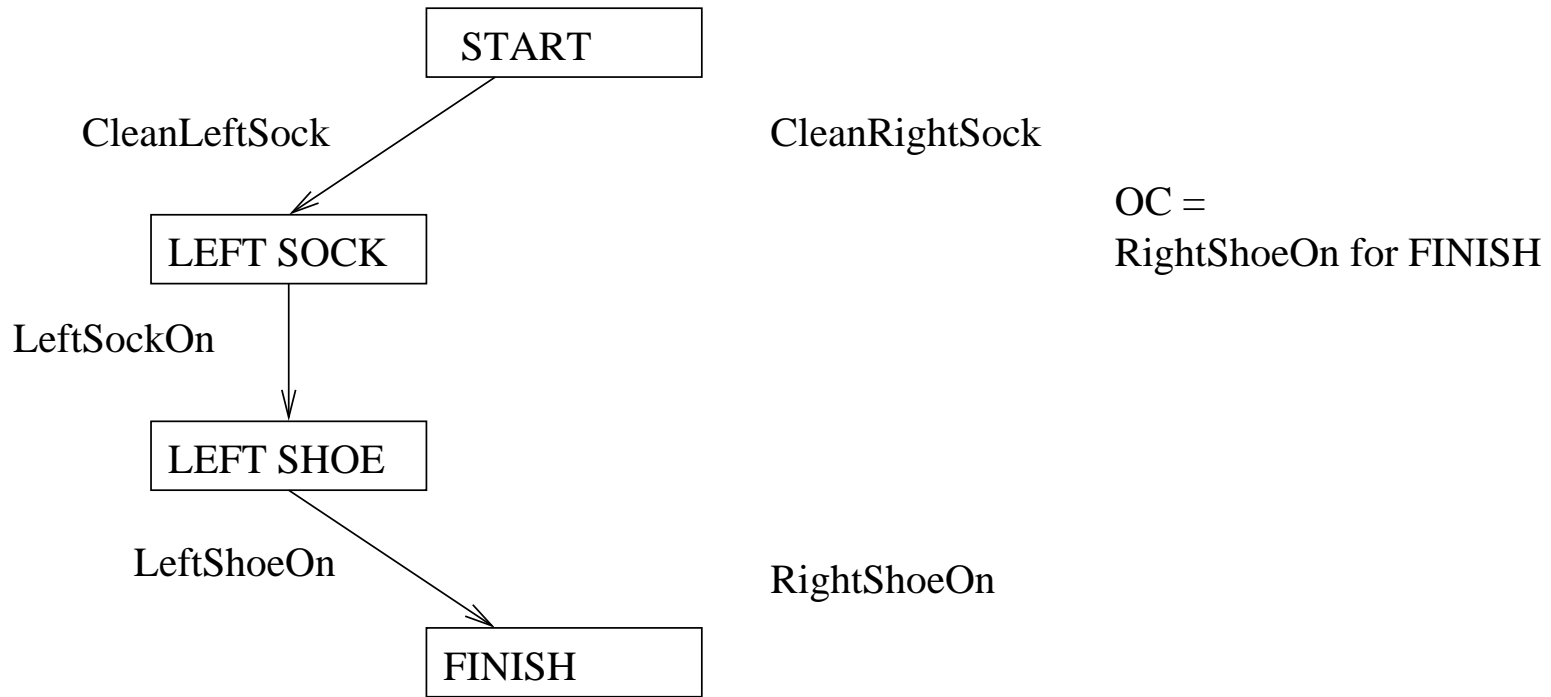 START
CleanLeftSock
CleanRightSock
OC =
RightShoeOn for FINISH
LEFT SOCK
LeftSockOn
LEFT SHOE
LeftShoeOn
RightShoeOn
FINISH